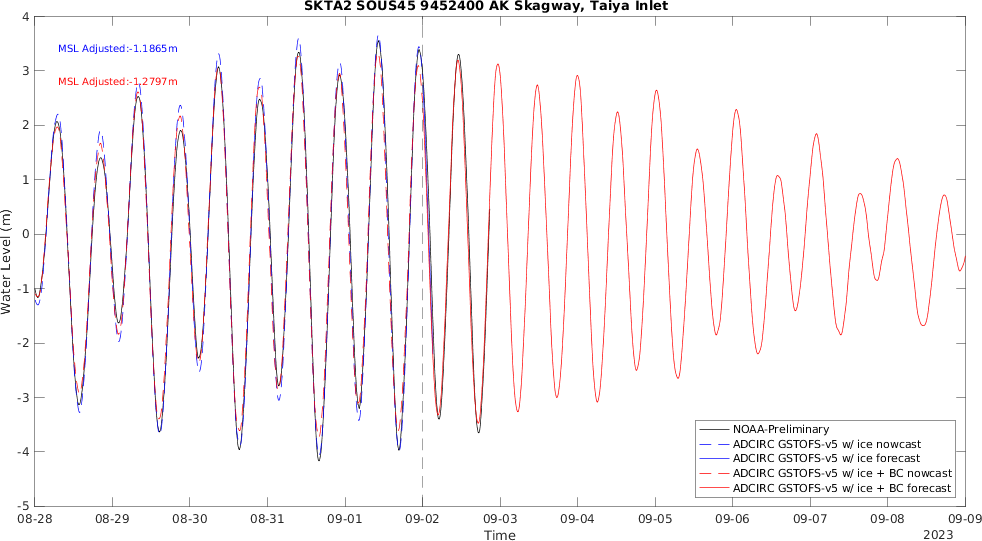 SKTA2 SOUS45 9452400 AK Skagway, Taiya Inlet
MSL Adjusted:-1.1865m
MSL Adjusted:-1.2797m
Water Level (m)
4
3
2
1
0
-1
-2
-3
-4
-5
NOAA-Preliminary
ADCIRC GSTOFS-v5 w/ ice nowcast
ADCIRC GSTOFS-v5 w/ ice forecast
ADCIRC GSTOFS-v5 w/ ice + BC nowcast
ADCIRC GSTOFS-v5 w/ ice + BC forecast
08-28 08-29 08-30 08-31 09-01 09-02 09-03 09-04 09-05 09-06 09-07 09-08 09-09
Time
2023